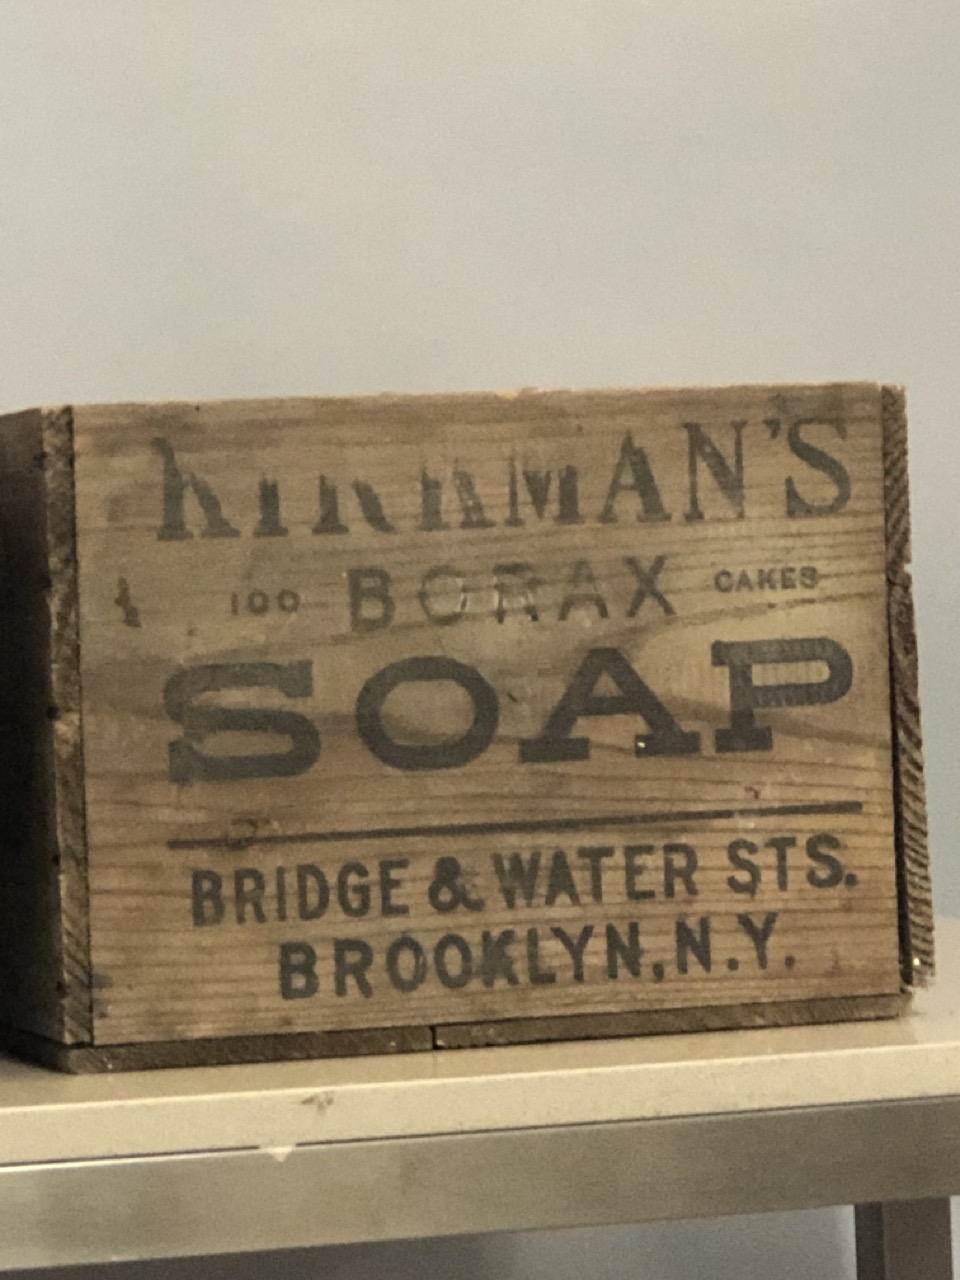 KIRKMAN'S
100 BORAX CAKES
SOAP
BRIDGE & WATER STS.
BROOKLYN, N.Y.